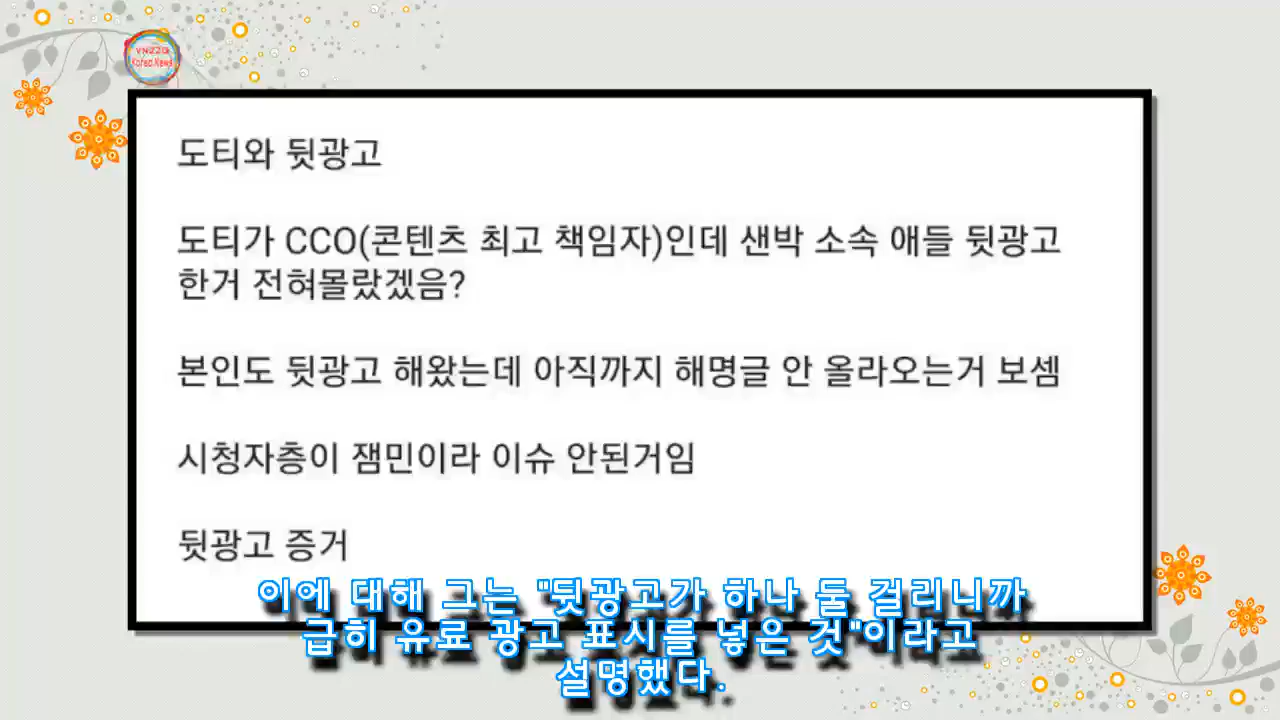 VNZZG
Korea News
도티와 뒷광고
도티가 CCO(콘텐츠 최고 책임자)인데 샌박 소속 애들 뒷광고
한거 전혀몰랐겠음?
본인도 뒷광고 해왔는데 아직까지 해명글 안 올라오는거 보셈
시청자층이 잼민이라 이슈 안된거임
뒷광고 증거
이에 대해 그는 "뒷광고가 하나 둘 걸리니까
급히 유료 광고 표시를 넣은 것"이라고
설명했다.